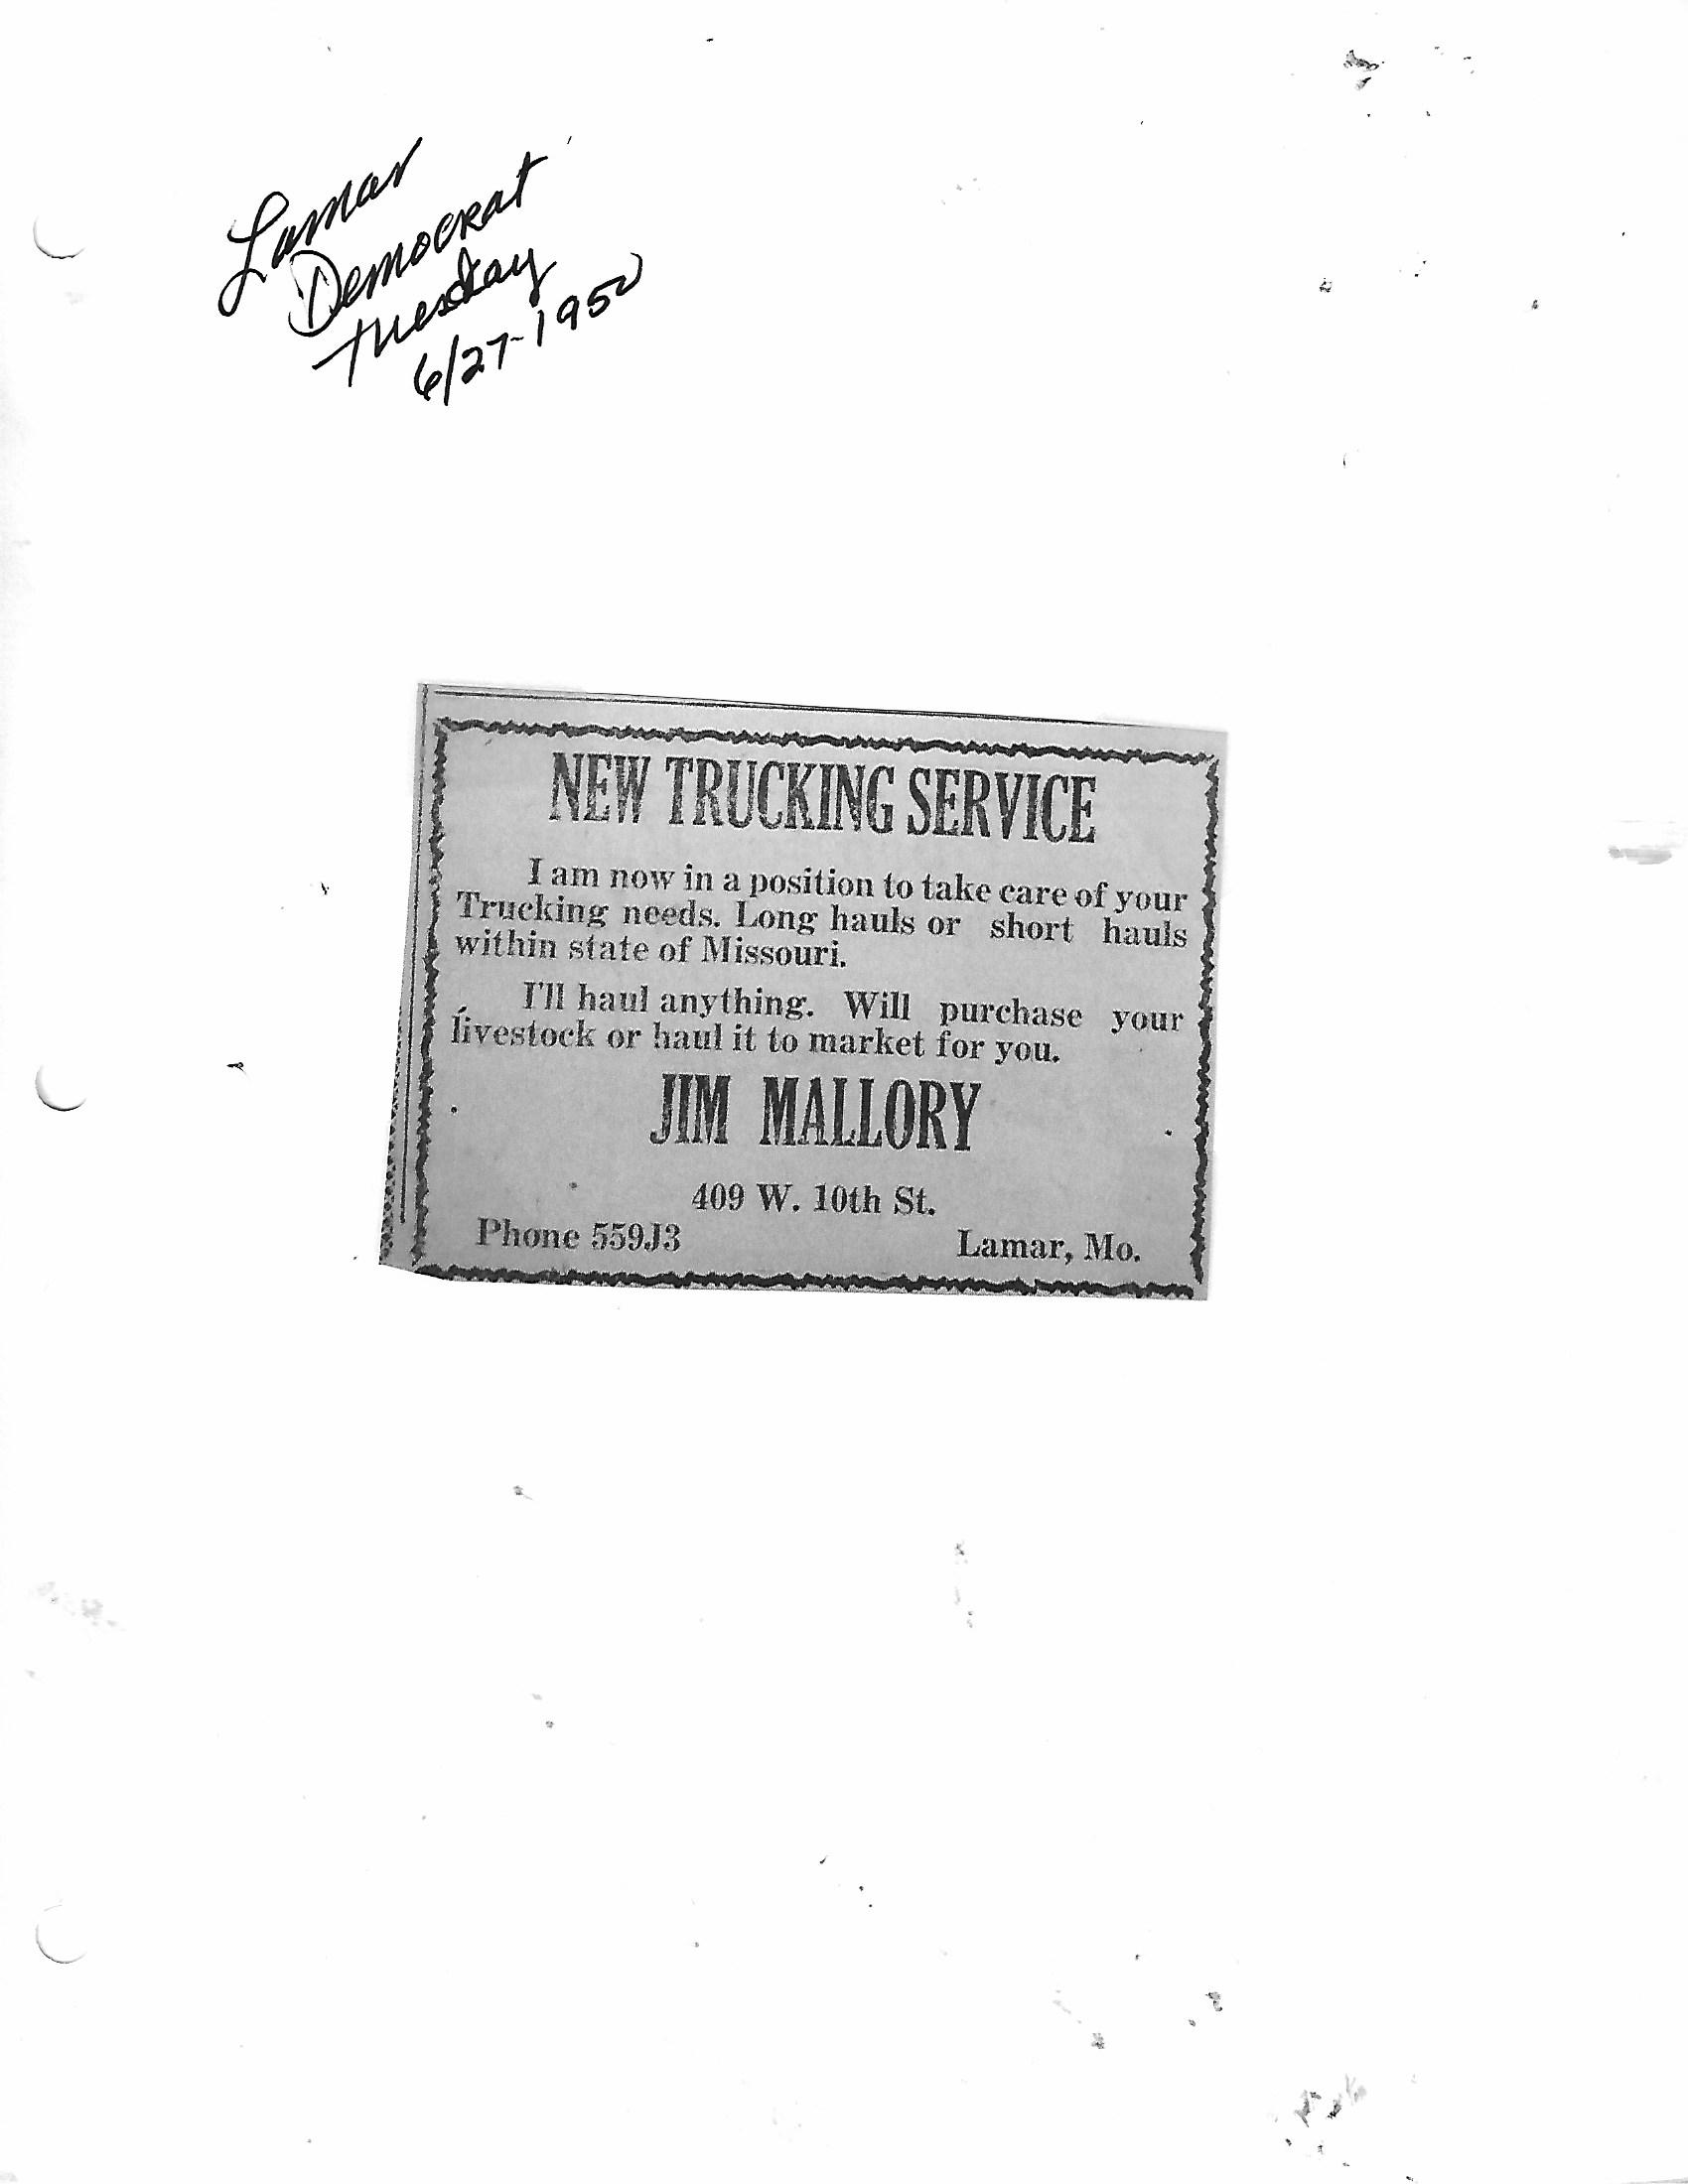 Lamar
Democrat
Tuesday
6/27-1950
NEW TRUCKING SERVICE
I am now in a position to take care of your
Trucking needs. Long hauls or short hauls
within state of Missouri.
I'll haul anything. Will purchase your
livestock or haul it to market for you.
JIM MALLORY
409 W. 10th St.
Phone 559J3 Lamar, Mo.